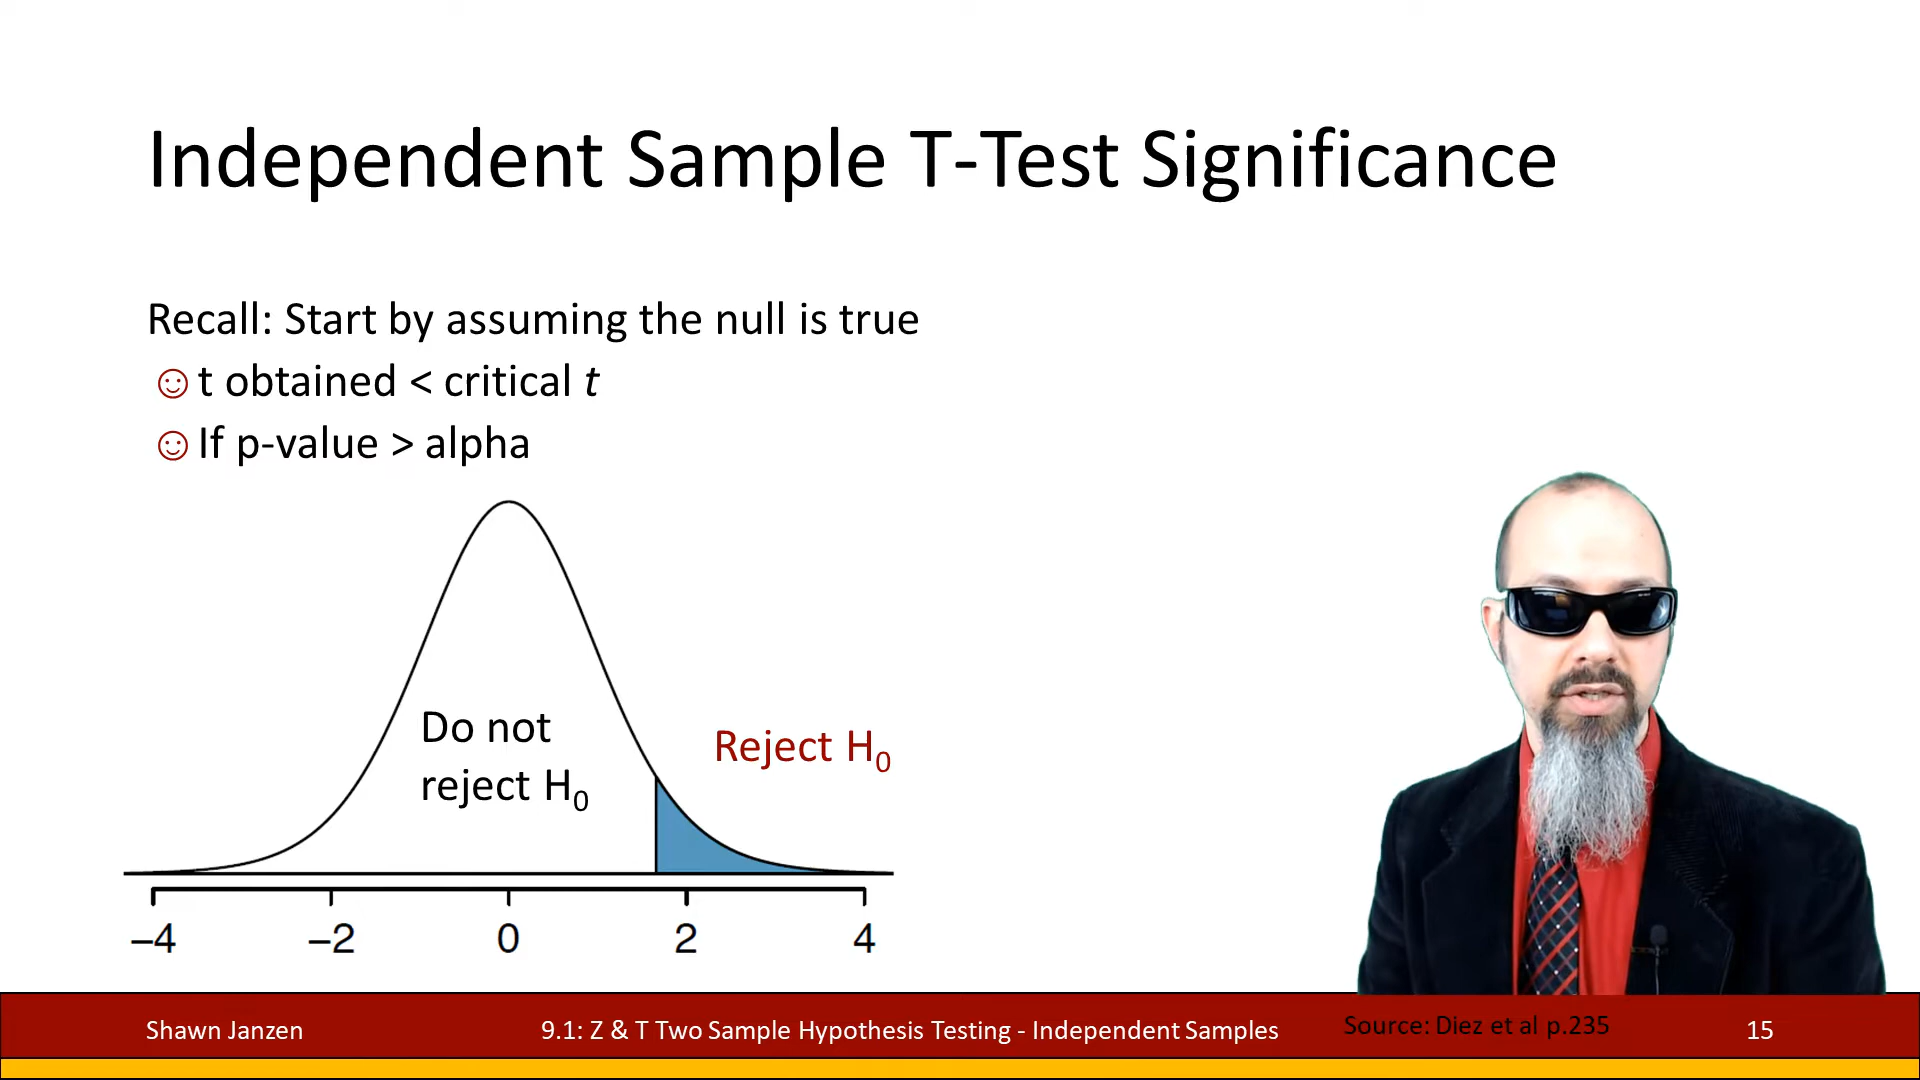 Independent Sample T-Test Significance
Recall: Start by assuming the null is true
☺t obtained < critical t
☺If p-value > alpha
Do not
reject H₀
Reject H₀
–4 –2 0 2 4
Shawn Janzen 9.1: Z & T Two Sample Hypothesis Testing - Independent Samples Source: Diez et al p.235 15